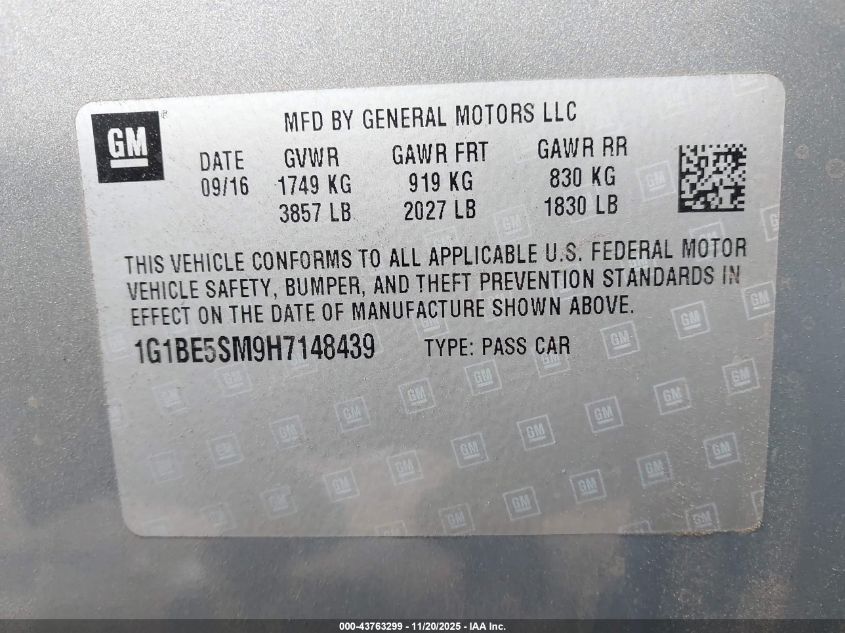 GM
MFD BY GENERAL MOTORS LLC
DATE GVWR GAWR FRT GAWR RR
09/16 1749 KG 919 KG 830 KG
3857 LB 2027 LB 1830 LB
THIS VEHICLE CONFORMS TO ALL APPLICABLE U.S. FEDERAL MOTOR
VEHICLE SAFETY, BUMPER, AND THEFT PREVENTION STANDARDS IN
EFFECT ON THE DATE OF MANUFACTURE SHOWN ABOVE.
1G1BE5SM9H7148439 TYPE: PASS CAR
000-43763299 - 11/20/2025 - IAA Inc.